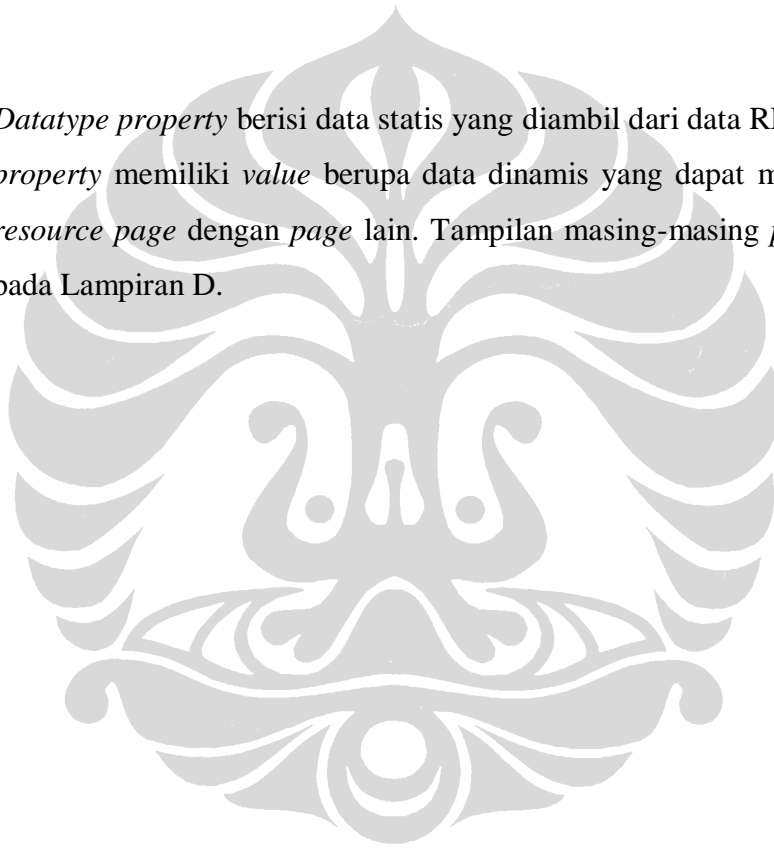 Datatype property berisi data statis yang diambil dari data
property memiliki value berupa data dinamis yang dapat
resource page dengan page lain. Tampilan masing-masing
pada Lampiran D.